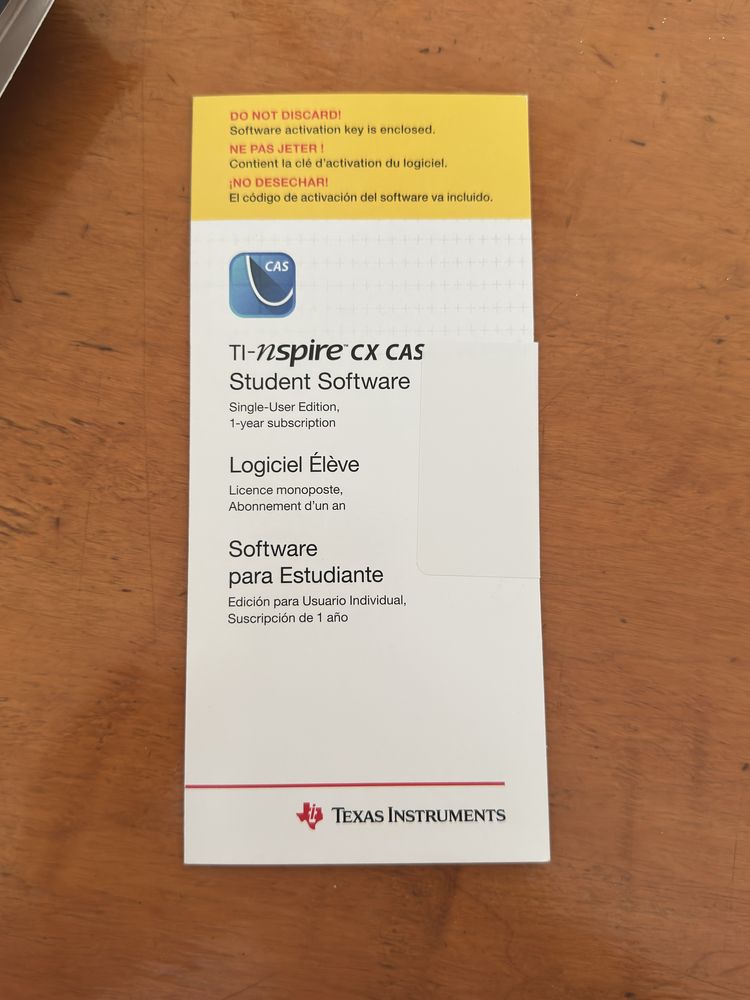 DO NOT DISCARD!
Software activation key is enclosed.
NE PAS JETER !
Contient la clé d'activation du logiciel.
¡NO DESECHAR!
El código de activación del software va incluido.
CAS
TI-nspire™ CX CAS
Student Software
Single-User Edition,
1-year subscription
Logiciel Élève
Licence monoposte,
Abonnement d'un an
Software
para Estudiante
Edición para Usuario Individual,
Suscripción de 1 año
TEXAS INSTRUMENTS